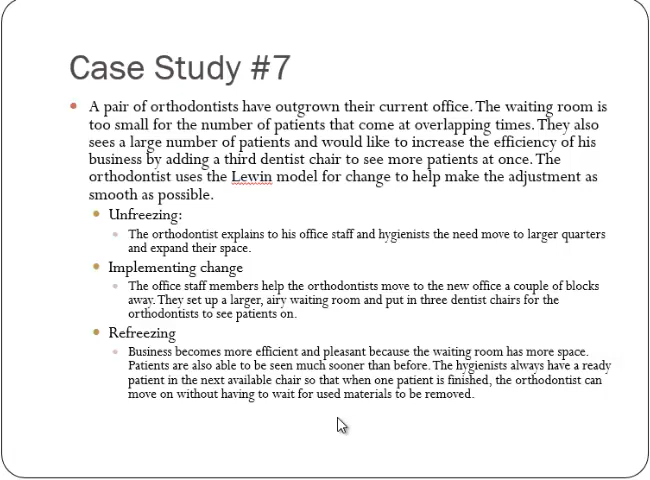 Case Study #7
A pair of orthodontists have outgrown their current office. The waiting room is
too small for the number of patients that come at overlapping times. They also
sees a large number of patients and would like to increase the efficiency of his
business by adding a third dentist chair to see more patients at once. The
orthodontist uses the Lewin model for change to help make the adjustment as
smooth as possible.
Unfreezing:
The orthodontist explains to his office staff and hygienists the need move to larger quarters
and expand their space.
Implementing change
The office staff members help the orthodontists move to the new office a couple of blocks
away. They set up a larger, airy waiting room and put in three dentist chairs for the
orthodontists to see patients on.
Refreezing
Business becomes more efficient and pleasant because the waiting room has more space.
Patients are also able to be seen much sooner than before. The hygienists always have a ready
patient in the next available chair so that when one patient is finished, the orthodontist can
move on without having to wait for used materials to be removed.